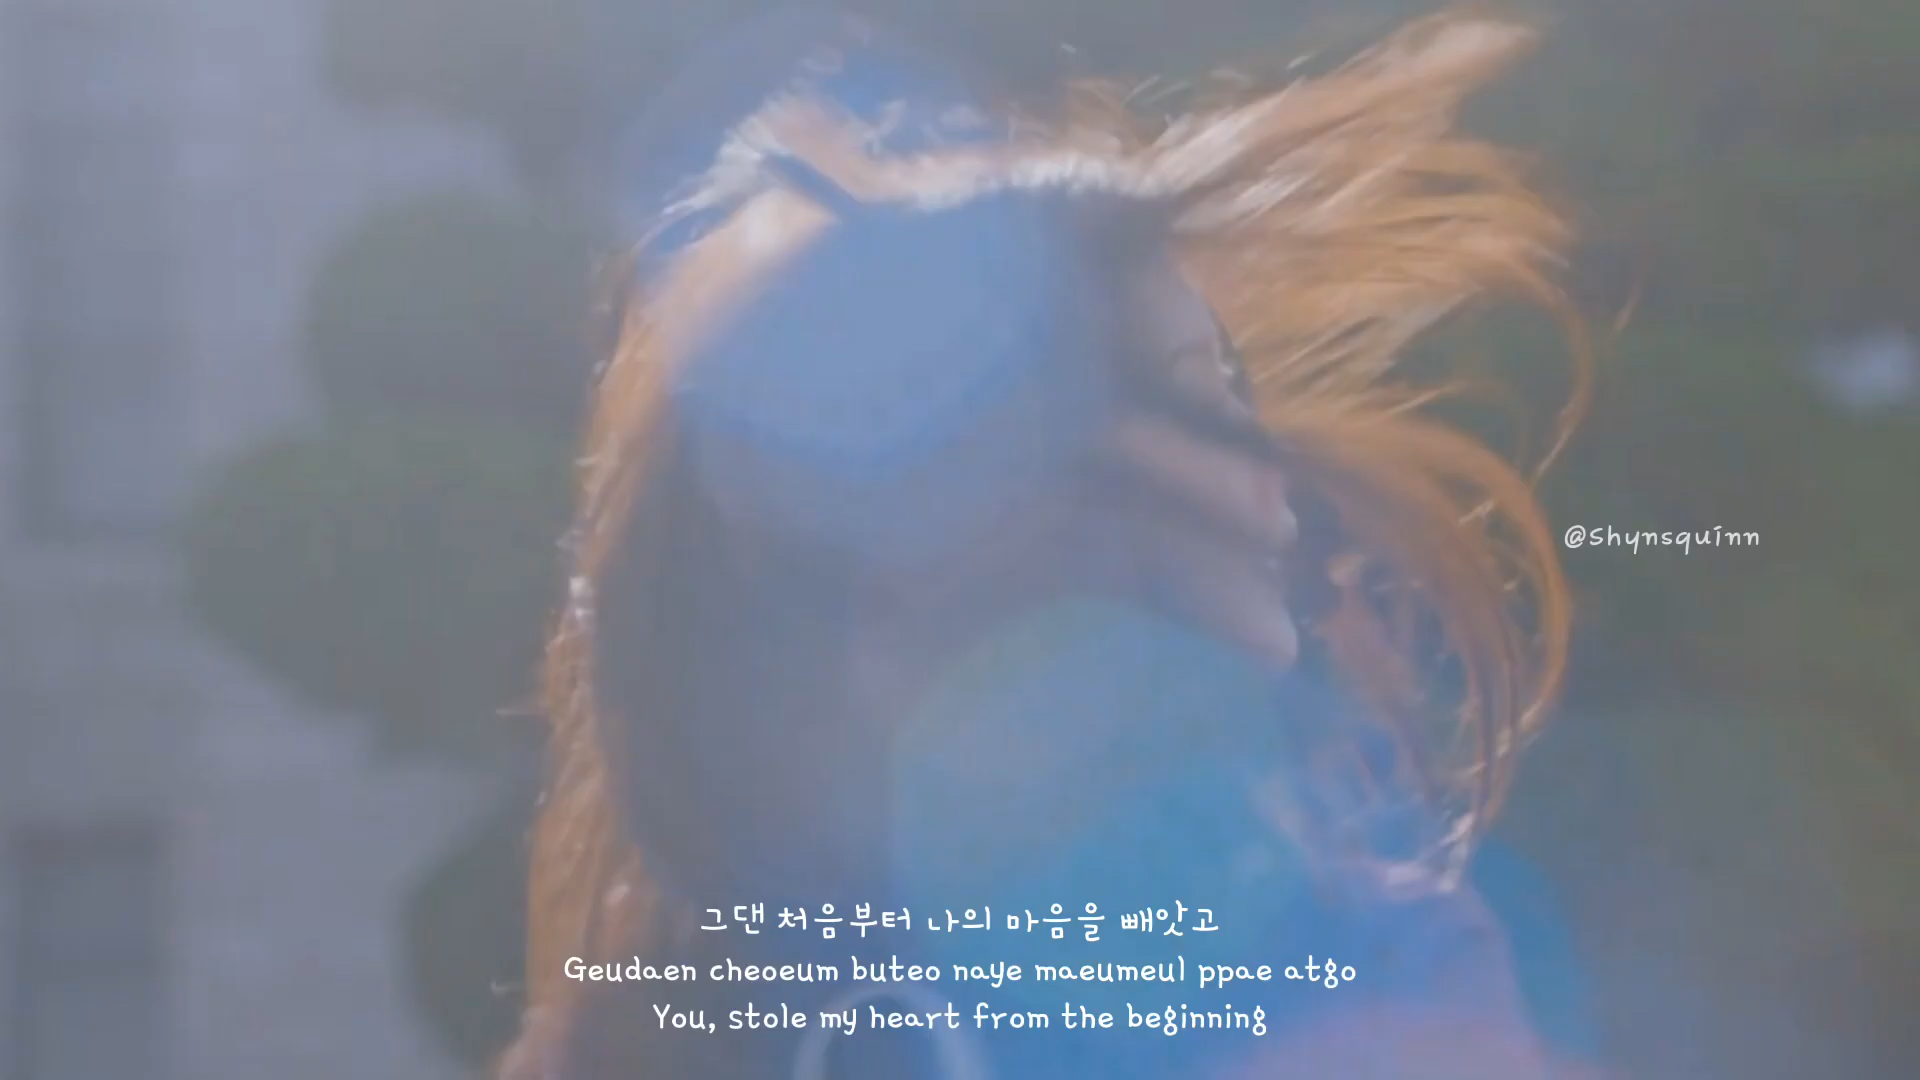 @Shynsquinn
그댄 처음부터 나의 마음을 빼앗고
Geudaen cheoeum buteo naye maeumeul ppae atgo
You, stole my heart from the beginning